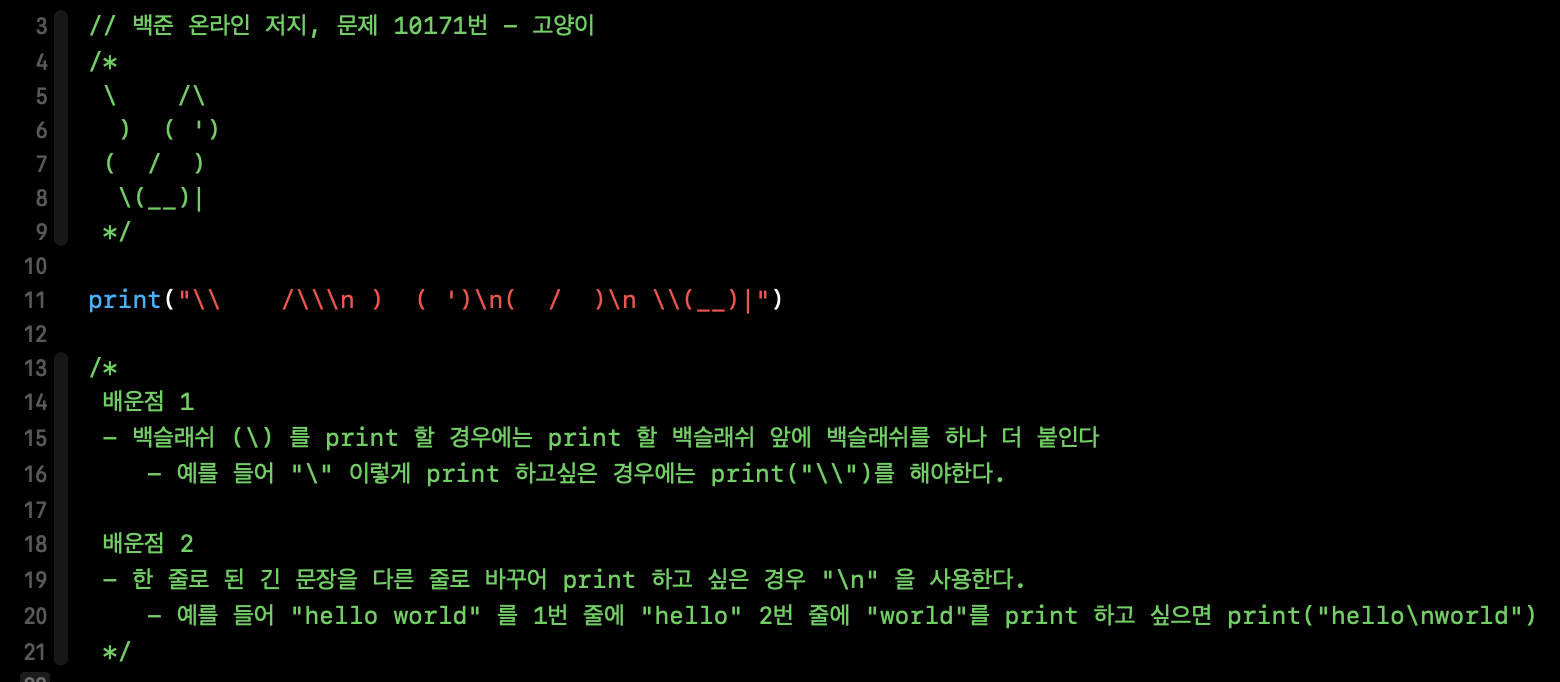 3 // 백준 온라인 저지, 문제 10171번 - 고양이
4 /*
5  \    /\
6   )  ( ')
7  (  /  )
8   \(__)|
9  */
10
11 print("\\    /\\\n )  ( ')\n(  /  )\n \\(__)|")
12
13 /*
14  배운점 1
15  - 백슬래쉬 (\) 를 print 할 경우에는 print 할 백슬래쉬 앞에 백슬래쉬를 하나 더 붙인다
16     - 예를 들어 "\" 이렇게 print 하고싶은 경우에는 print("\\")를 해야한다.
17
18  배운점 2
19  - 한 줄로 된 긴 문장을 다른 줄로 바꾸어 print 하고 싶은 경우 "\n" 을 사용한다.
20     - 예를 들어 "hello world" 를 1번 줄에 "hello" 2번 줄에 "world"를 print 하고 싶으면 print("hello\nworld")
21  */